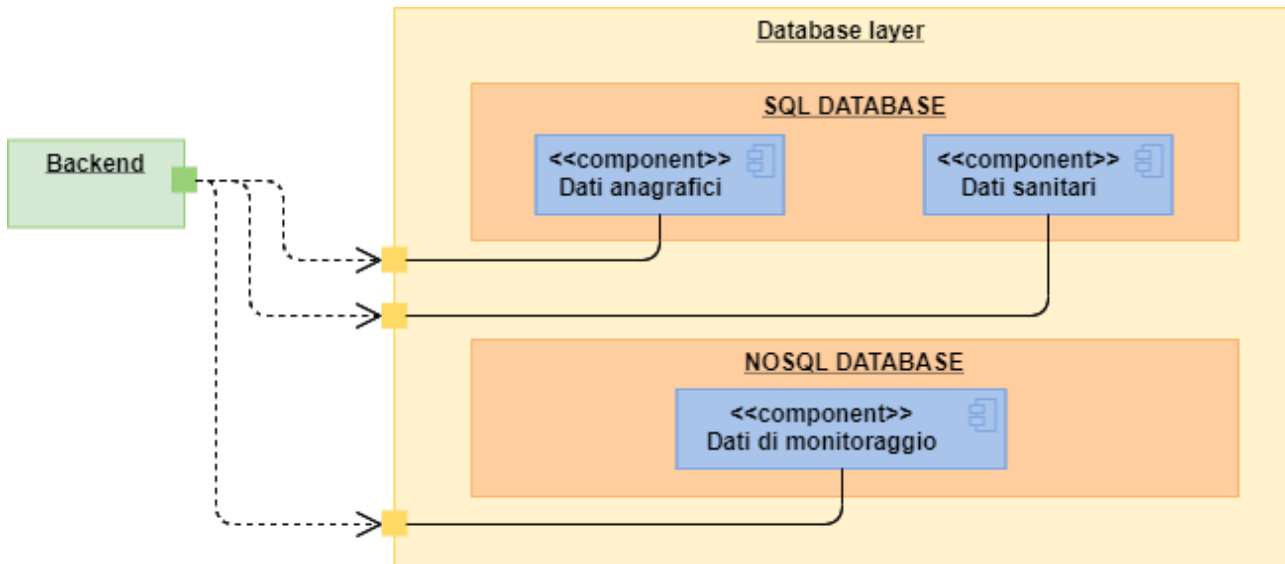 Database layer
SQL DATABASE
Backend
<<component>>
Dati anagrafici
<<component>>
Dati sanitari
NOSQL DATABASE
<<component>>
Dati di monitoraggio